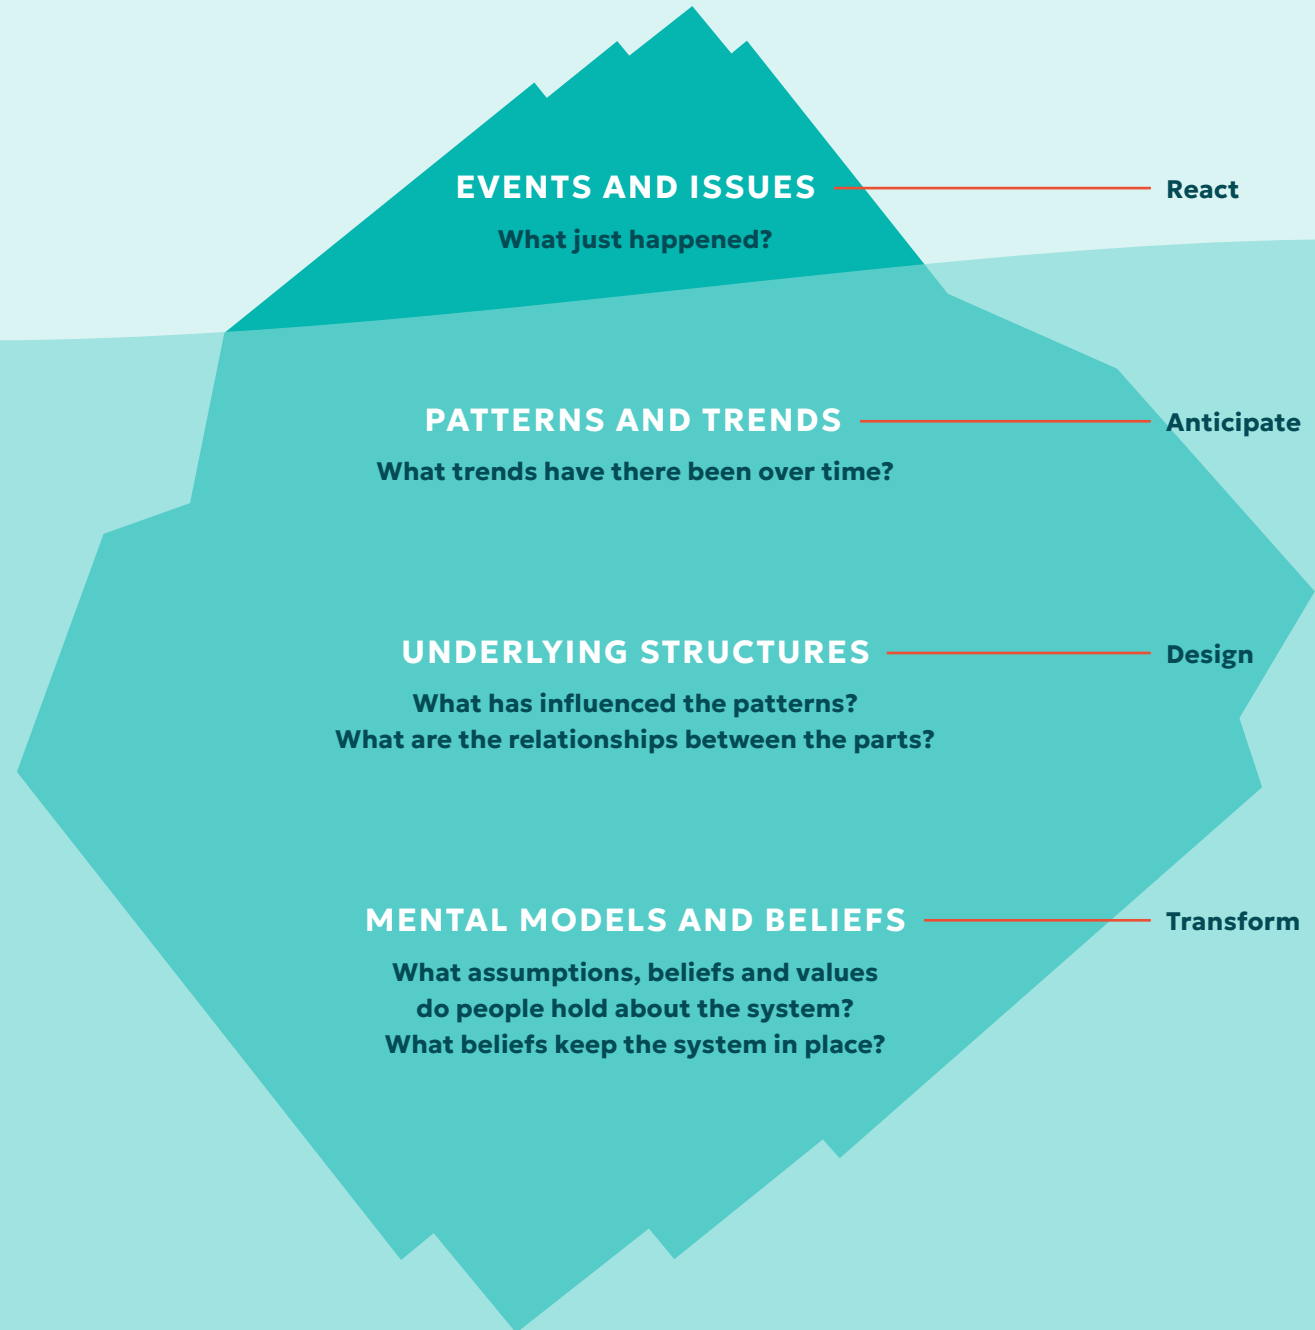 EVENTS AND ISSUES
React
What just happened?
PATTERNS AND TRENDS
Anticipate
What trends have there been over time?
UNDERLYING STRUCTURES
Design
What has influenced the patterns?
What are the relationships between the parts?
MENTAL MODELS AND BELIEFS
Transform
What assumptions, beliefs and values
do people hold about the system?
What beliefs keep the system in place?